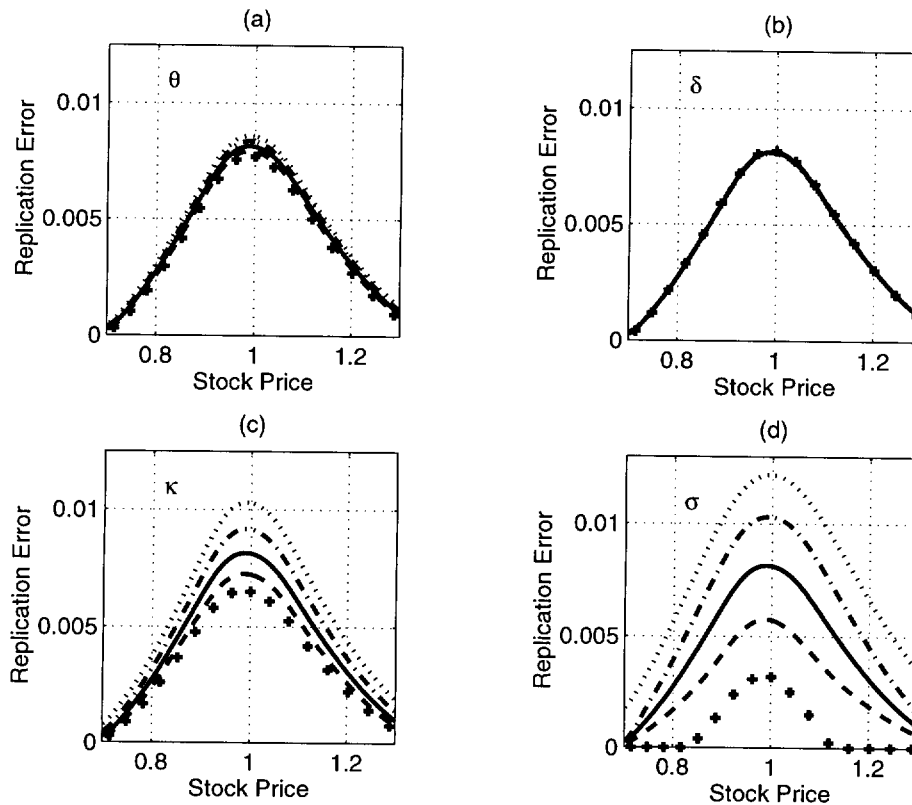 (a)
θ
Replication Error
0.01
0.005
0
0.8
1
1.2
Stock Price
(b)
δ
Replication Error
0.01
0.005
0
0.8
1
1.2
Stock Price
(c)
κ
Replication Error
0.01
0.005
0
0.8
1
1.2
Stock Price
(d)
σ
Replication Error
0.01
0.005
0
0.8
1
1.2
Stock Price